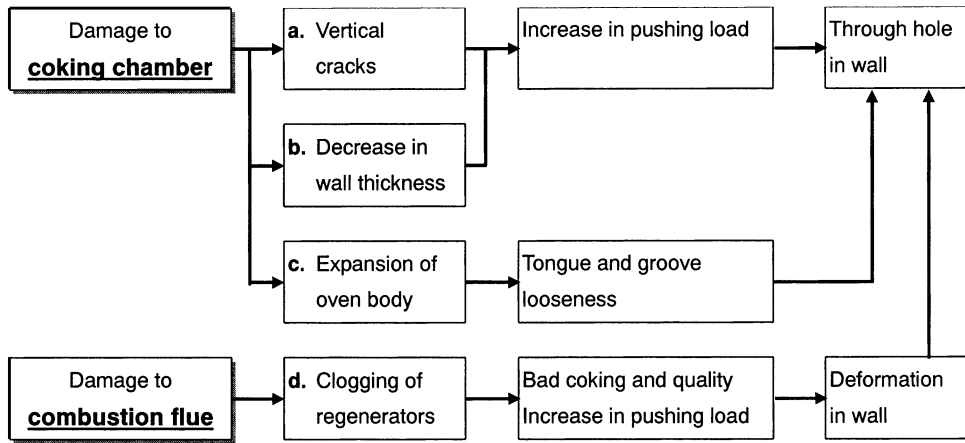 Damage to
coking chamber
a. Vertical
cracks
Increase in pushing load
Through hole
in wall
b. Decrease in
wall thickness
c. Expansion of
oven body
Tongue and groove
looseness
Damage to
combustion flue
d. Clogging of
regenerators
Bad coking and quality
Increase in pushing load
Deformation
in wall